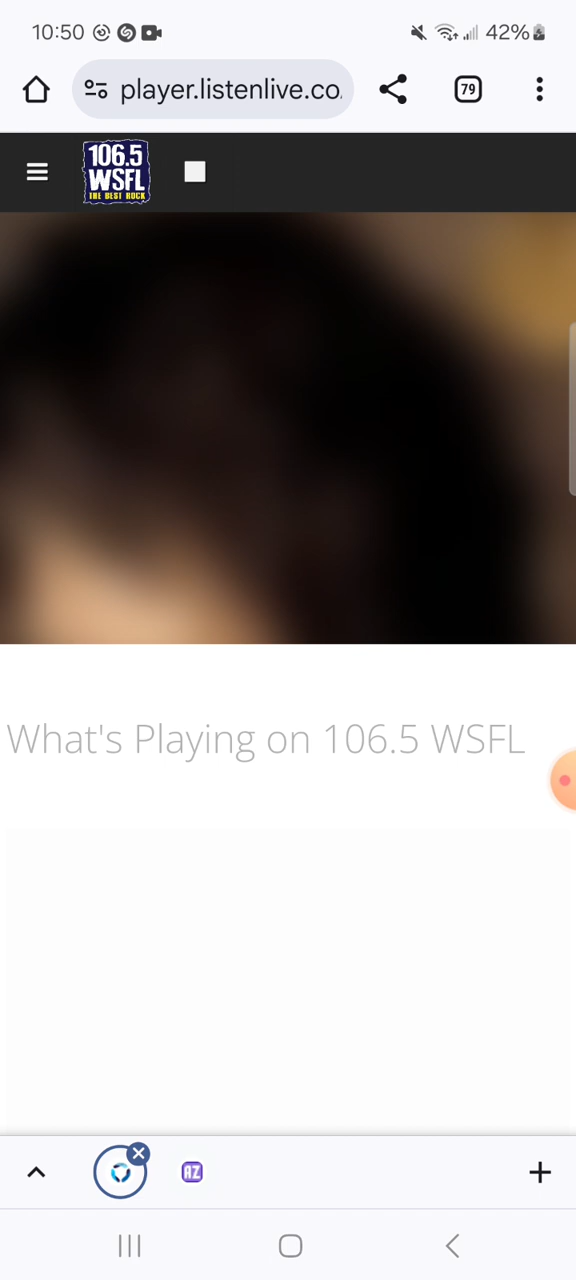 10:50 42%
player.listenlive.co. 79
106.5
WSFL
THE BEST ROCK
What's Playing on 106.5 WSFL
AZ